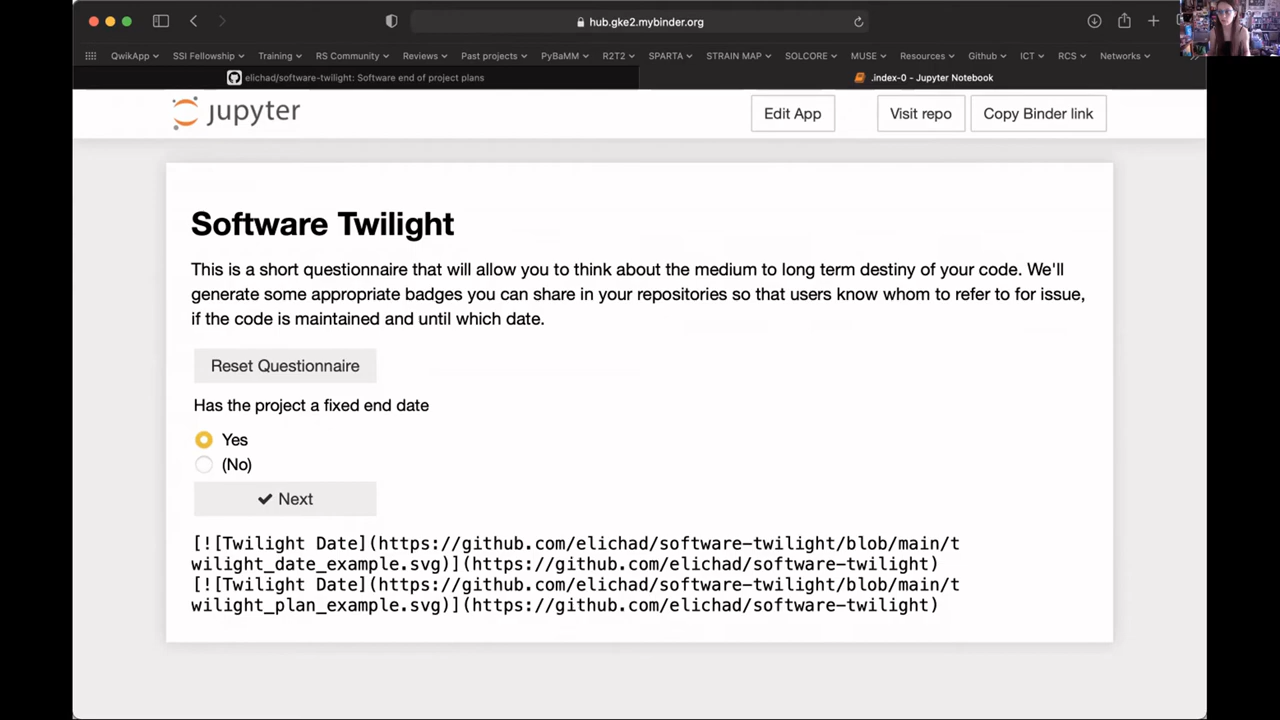 hub.gke2.mybinder.org
QwikApp SSI Fellowship Training RS Community Reviews Past projects PyBaMM R2T2 SPARTA STRAIN MAP SOLCORE MUSE Resources Github ICT RCS Networks
elichad/software-twilight: Software end of project plans
.index-0 - Jupyter Notebook
jupyter
Edit App
Visit repo
Copy Binder link
Software Twilight
This is a short questionnaire that will allow you to think about the medium to long term destiny of your code. We'll
generate some appropriate badges you can share in your repositories so that users know whom to refer to for issue,
if the code is maintained and until which date.
Reset Questionnaire
Has the project a fixed end date
Yes
(No)
Next
[![Twilight Date](https://github.com/elichad/software-twilight/blob/main/t
wilight_date_example.svg)](https://github.com/elichad/software-twilight)
[![Twilight Date](https://github.com/elichad/software-twilight/blob/main/t
wilight_plan_example.svg)](https://github.com/elichad/software-twilight)